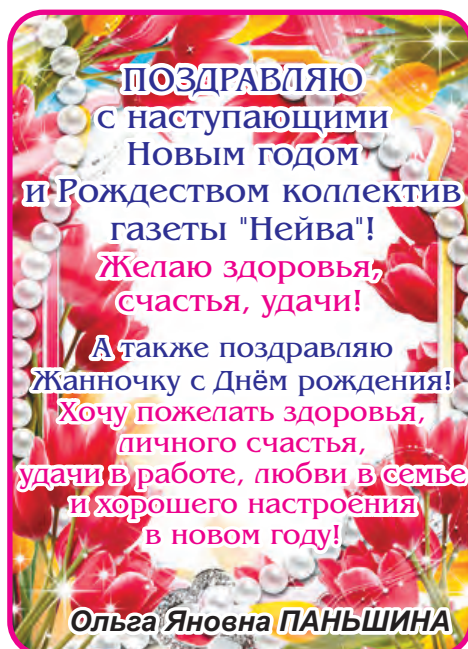 ПОЗДРАВЛЯЮ
с наступающими
Новым годом
и Рождеством коллектив
газеты "Нейва"!
Желаю здоровья,
счастья, удачи!
А также поздравляю
Жанночку с Днём рождения!
Хочу пожелать здоровья,
личного счастья,
удачи в работе, любви в семье
и хорошего настроения
в новом году!
Ольга Яновна ПАНЬШИНА